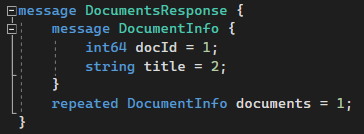 message DocumentsResponse {
    message DocumentInfo {
        int64 docId = 1;
        string title = 2;
    }
    repeated DocumentInfo documents = 1;
}